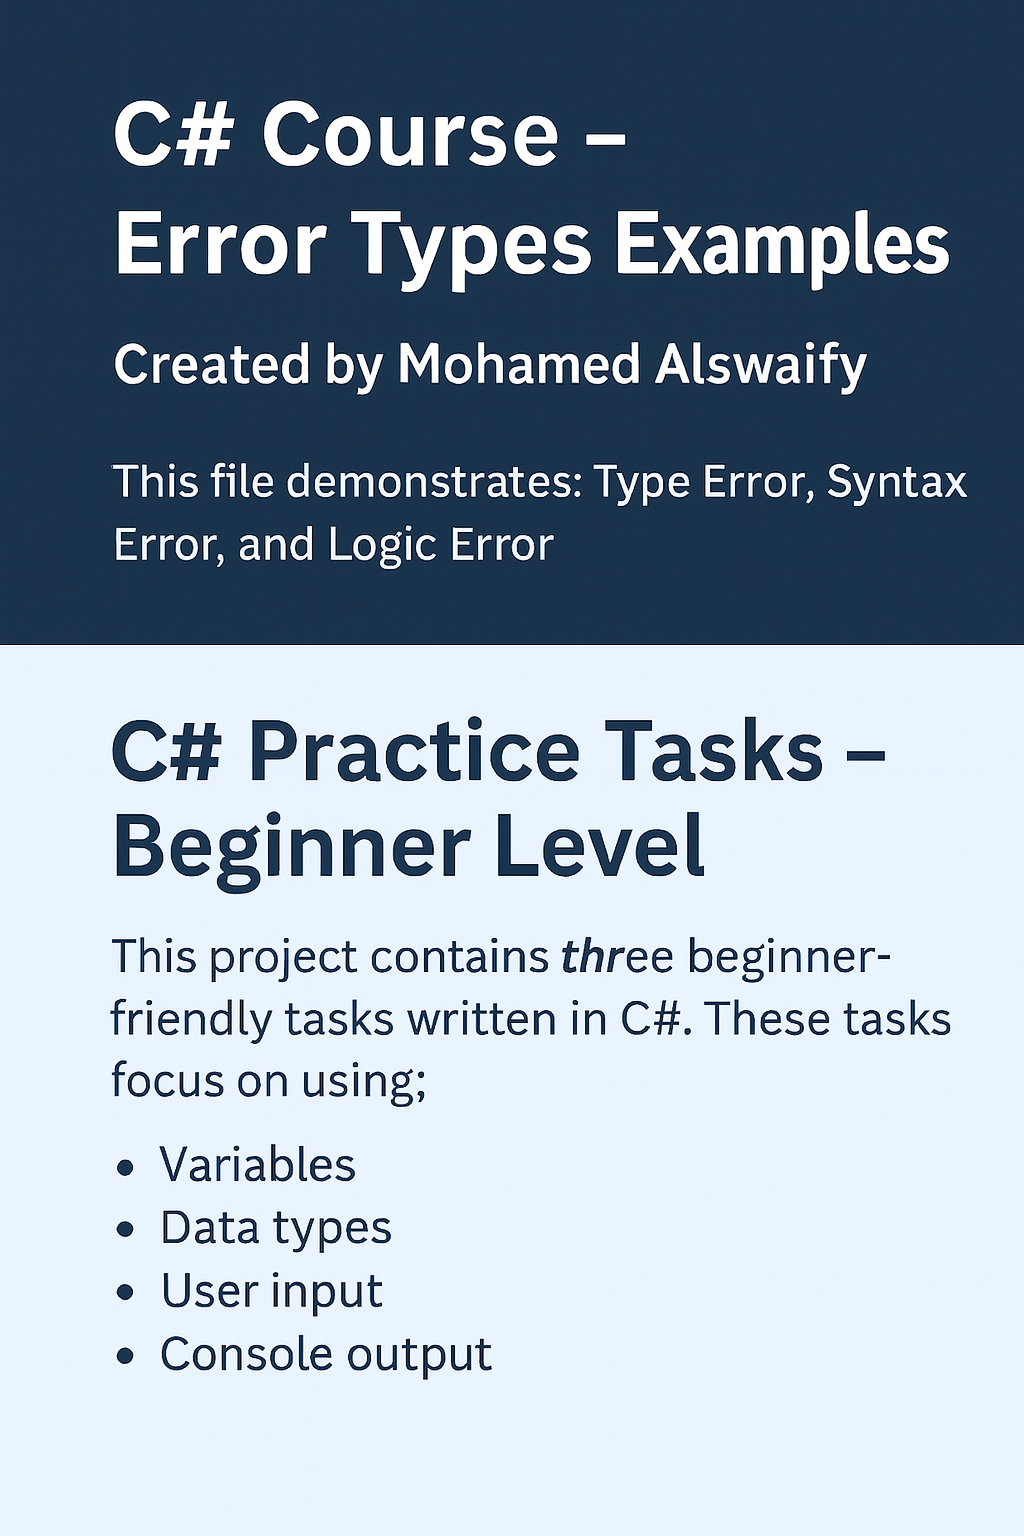 C# Course –
Error Types Examples
Created by Mohamed Alswaify
This file demonstrates: Type Error, Syntax
Error, and Logic Error
C# Practice Tasks –
Beginner Level
This project contains three beginner-
friendly tasks written in C#. These tasks
focus on using;
• Variables
• Data types
• User input
• Console output